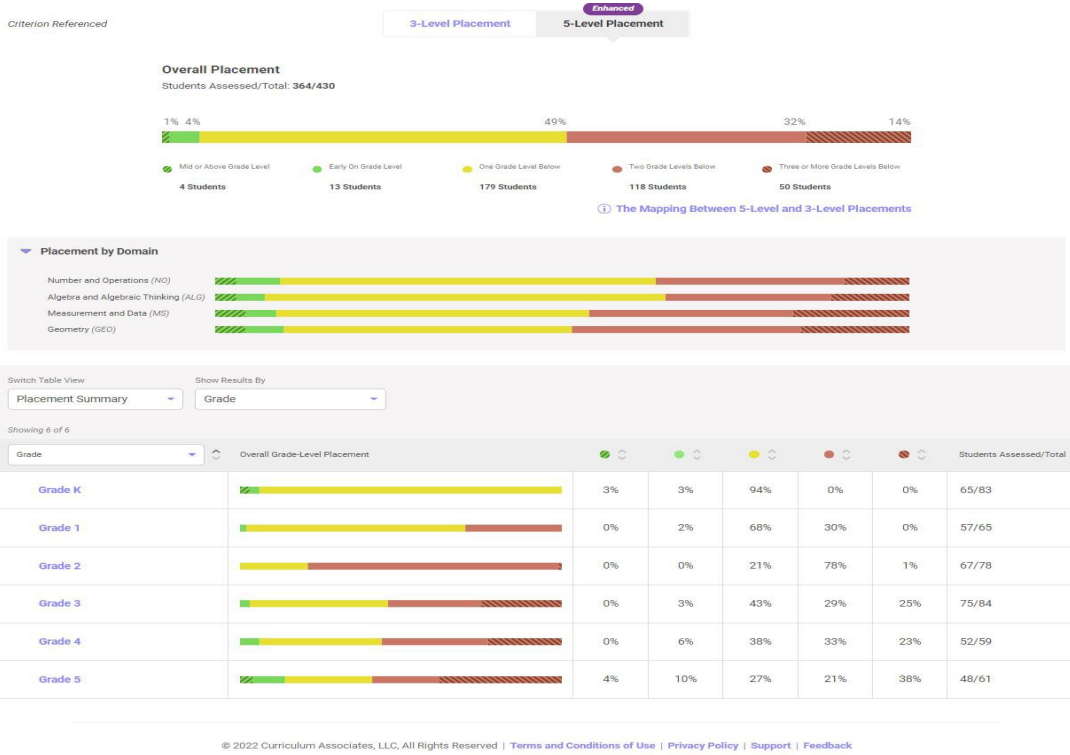 Criterion Referenced
3-Level Placement
Enhanced
5-Level Placement
Overall Placement
Students Assessed/Total: 364/430
1% 4% 49% 32% 14%
Mid or Above Grade Level Early On Grade Level One Grade Level Below Two Grade Levels Below Three or More Grade Levels Below
4 Students 13 Students 179 Students 118 Students 50 Students
The Mapping Between 5-Level and 3-Level Placements
Placement by Domain
Number and Operations (NO)
Algebra and Algebraic Thinking (ALG)
Measurement and Data (MS)
Geometry (GEO)
Switch Table View Show Results By
Placement Summary Grade
Showing 6 of 6
Grade Overall Grade-Level Placement Students Assessed/Total
Grade K 3% 3% 94% 0% 0% 65/83
Grade 1 0% 2% 68% 30% 0% 57/65
Grade 2 0% 0% 21% 78% 1% 67/78
Grade 3 0% 3% 43% 29% 25% 75/84
Grade 4 0% 6% 38% 33% 23% 52/59
Grade 5 4% 10% 27% 21% 38% 48/61
© 2022 Curriculum Associates, LLC, All Rights Reserved | Terms and Conditions of Use | Privacy Policy | Support | Feedback